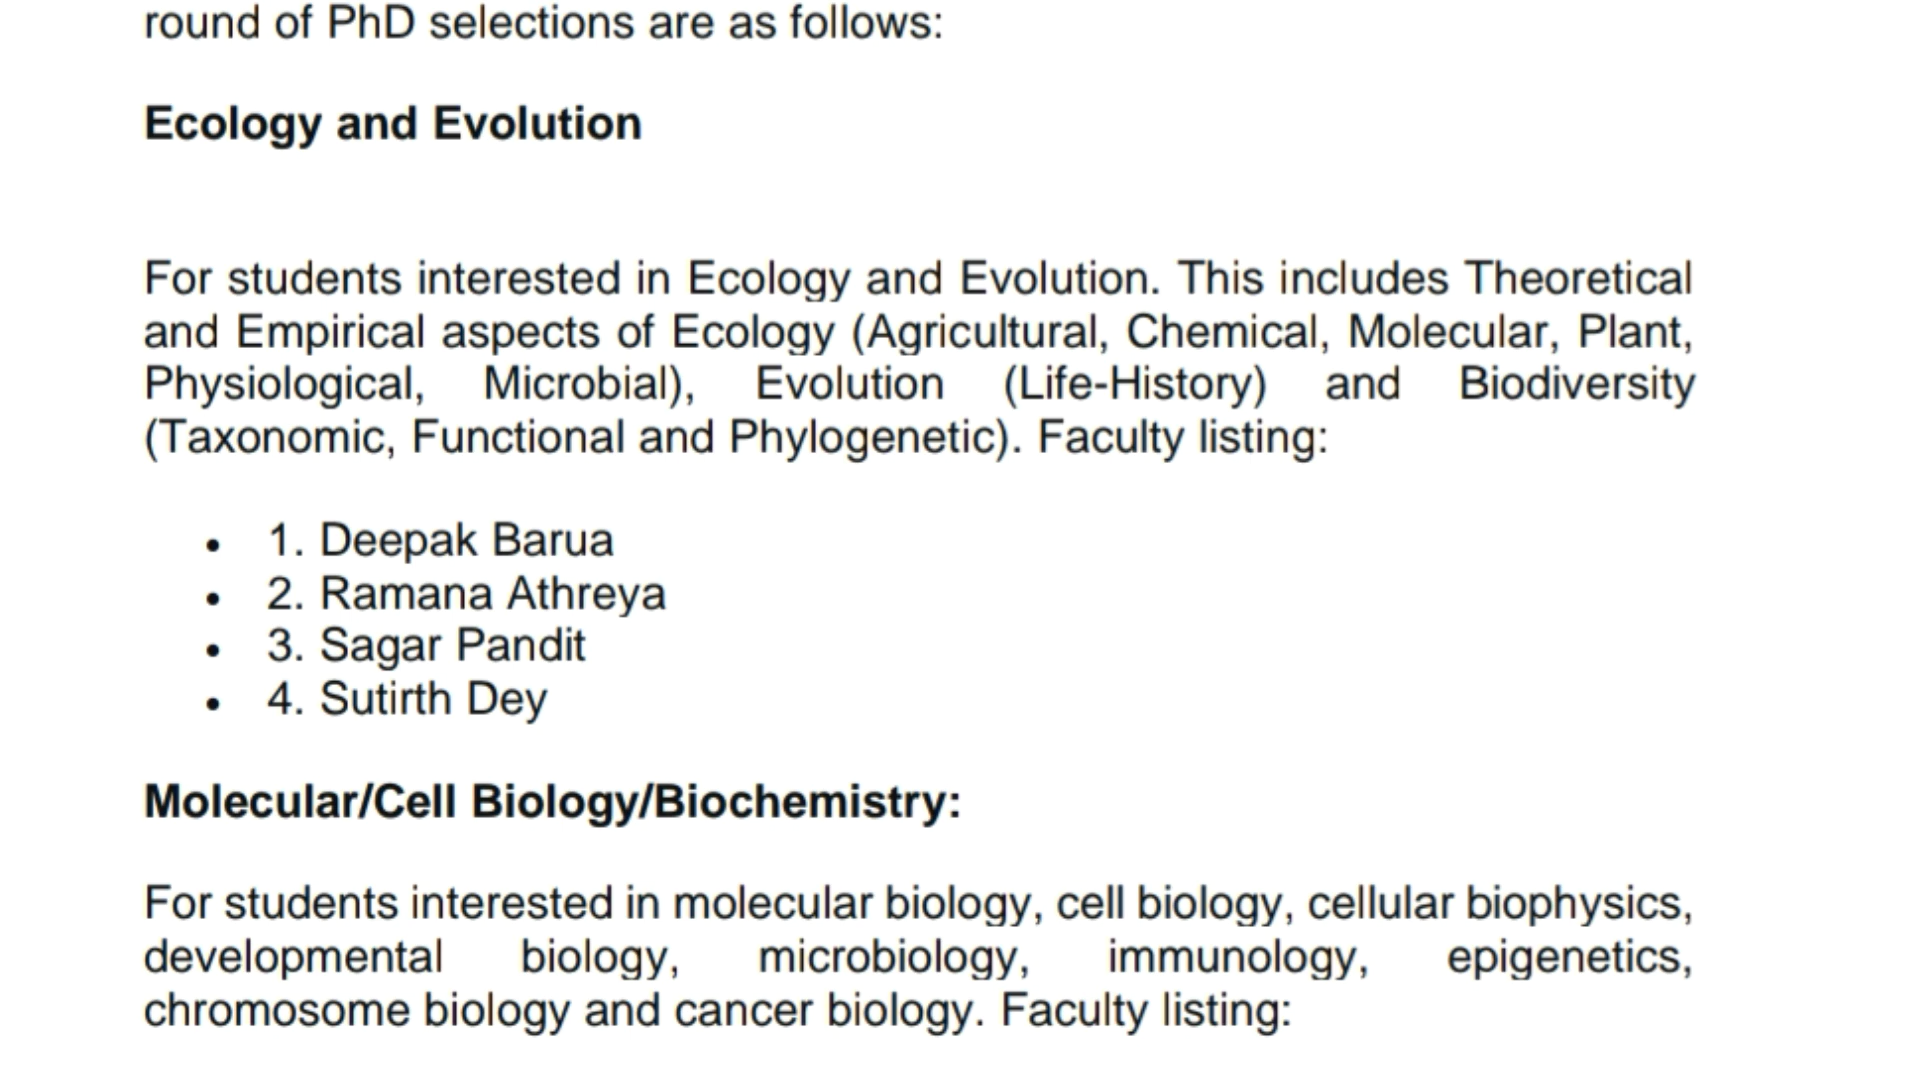 round of PhD selections are as follows:
Ecology and Evolution
For students interested in Ecology and Evolution. This includes Theoretical
and Empirical aspects of Ecology (Agricultural, Chemical, Molecular, Plant,
Physiological, Microbial), Evolution (Life-History) and Biodiversity
(Taxonomic, Functional and Phylogenetic). Faculty listing:
• 1. Deepak Barua
• 2. Ramana Athreya
• 3. Sagar Pandit
• 4. Sutirth Dey
Molecular/Cell Biology/Biochemistry:
For students interested in molecular biology, cell biology, cellular biophysics,
developmental biology, microbiology, immunology, epigenetics,
chromosome biology and cancer biology. Faculty listing: